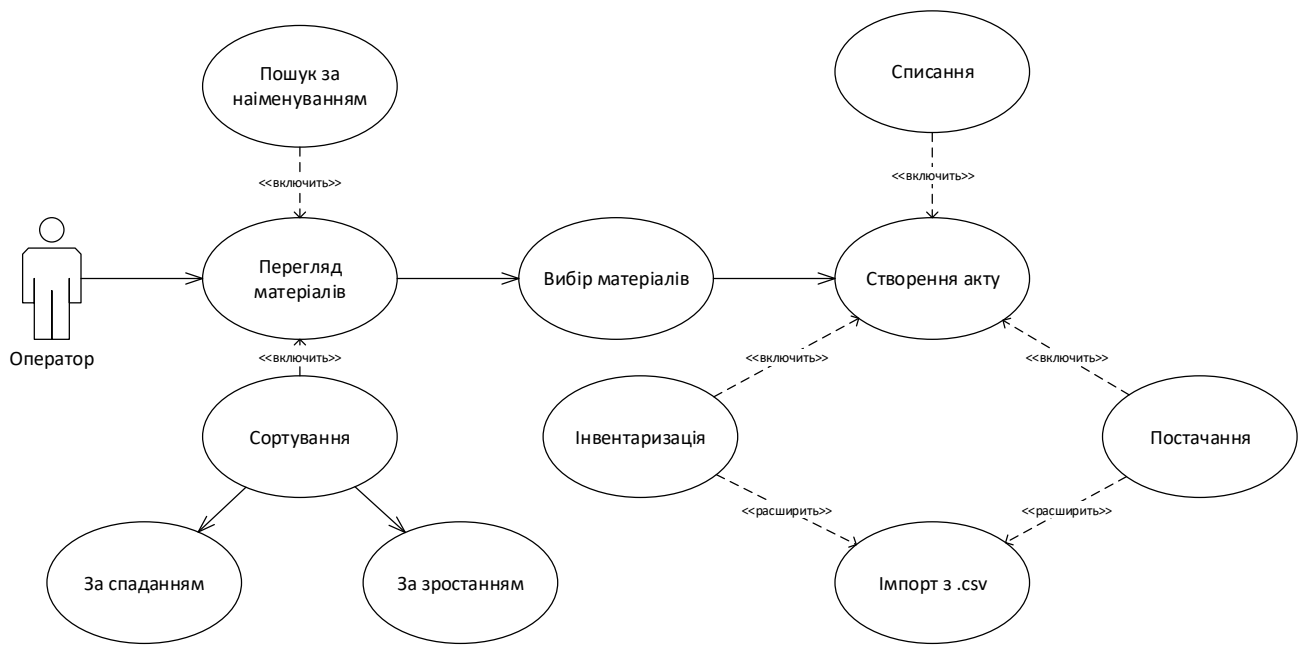 Пошук за
наіменуванням
Списання
<<включить>>
<<включить>>
Оператор
Перегляд
матеріалів
Вибір матеріалів
Створення акту
<<включить>>
<<включить>>
<<включить>>
Сортування
Інвентаризація
Постачання
<<расширить>>
<<расширить>>
За спаданням
За зростанням
Імпорт з .csv